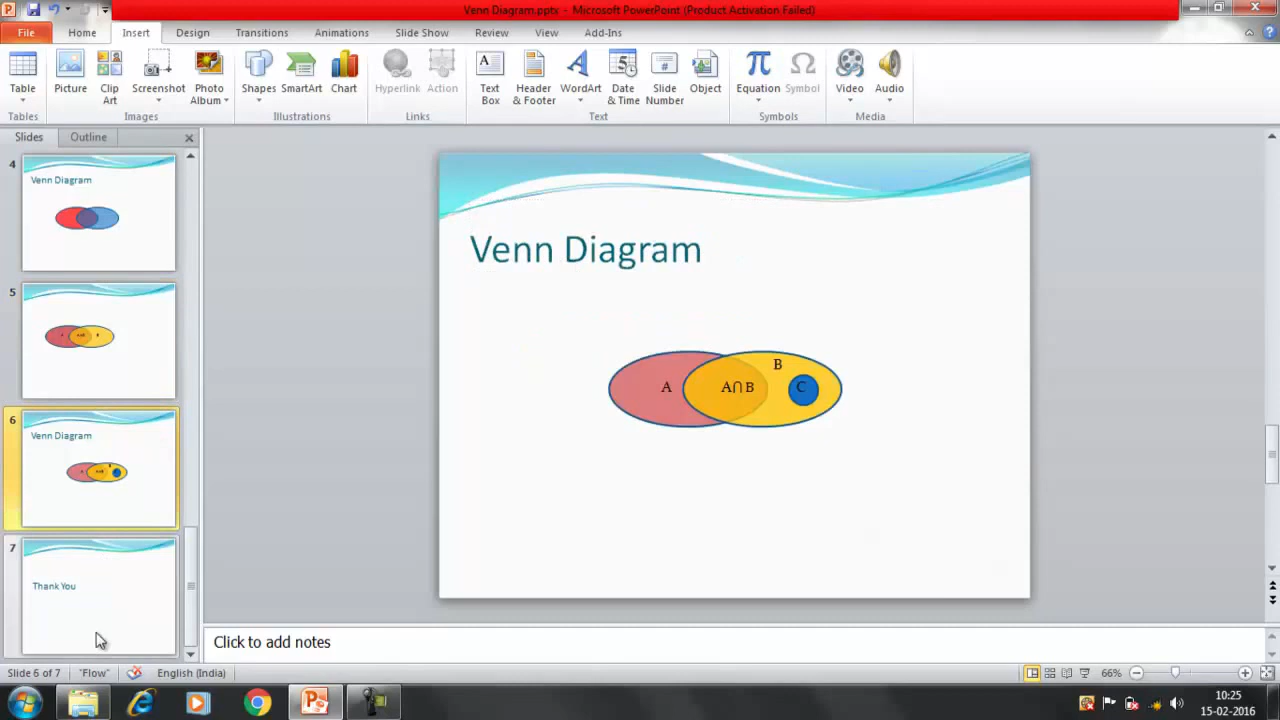 Venn Diagram.pptx - Microsoft PowerPoint (Product Activation Failed)
File Home Insert Design Transitions Animations Slide Show Review View Add-Ins
Table Picture Clip Art Screenshot Photo Album Shapes SmartArt Chart Hyperlink Action Text Box Header & Footer WordArt Date & Time Slide Number Object Equation Symbol Video Audio
Tables Images Illustrations Links Text Symbols Media
Slides Outline
4
Venn Diagram
5
6
Venn Diagram
7
Thank You
Venn Diagram
B
A A∩B C
Click to add notes
Slide 6 of 7 "Flow" English (India) 66%
10:25
15-02-2016